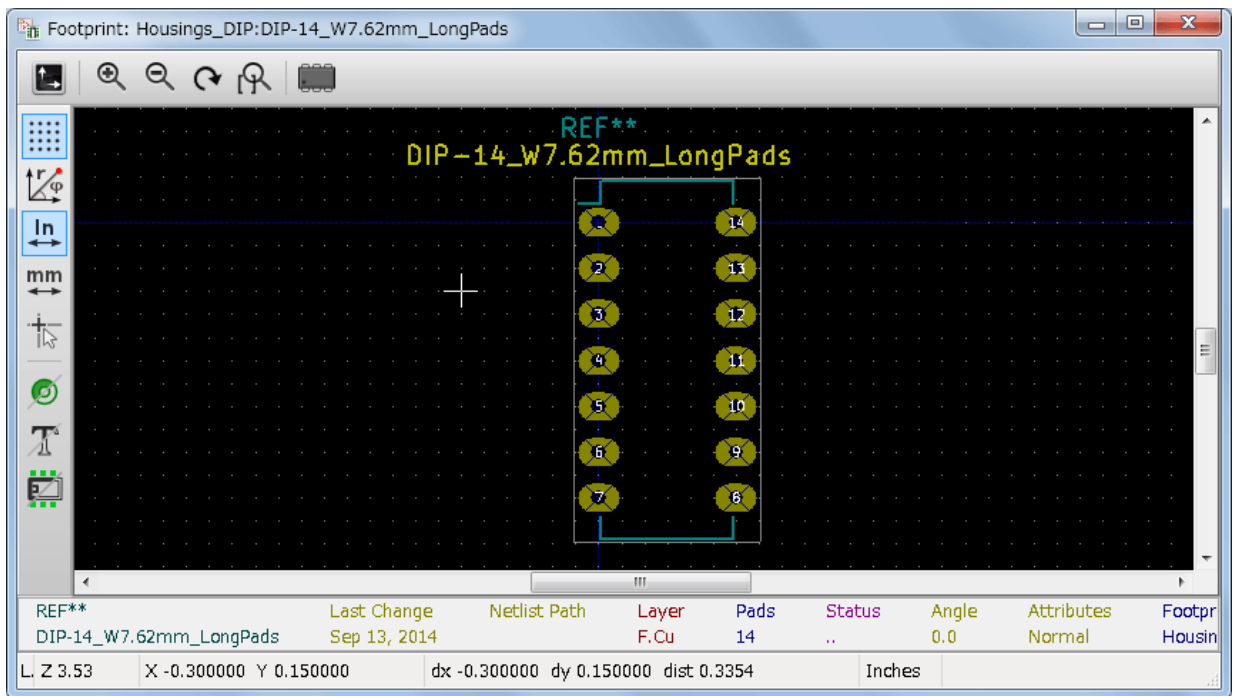 Footprint: Housings_DIP:DIP-14_W7.62mm_LongPads
REF**
DIP-14_W7.62mm_LongPads
1 14
2 13
3 12
4 11
5 10
6 9
7 8
In
mm
REF** Last Change Netlist Path Layer Pads Status Angle Attributes Footpr
DIP-14_W7.62mm_LongPads Sep 13, 2014 F.Cu 14 .. 0.0 Normal Housin
L. Z 3.53 X -0.300000 Y 0.150000 dx -0.300000 dy 0.150000 dist 0.3354 Inches